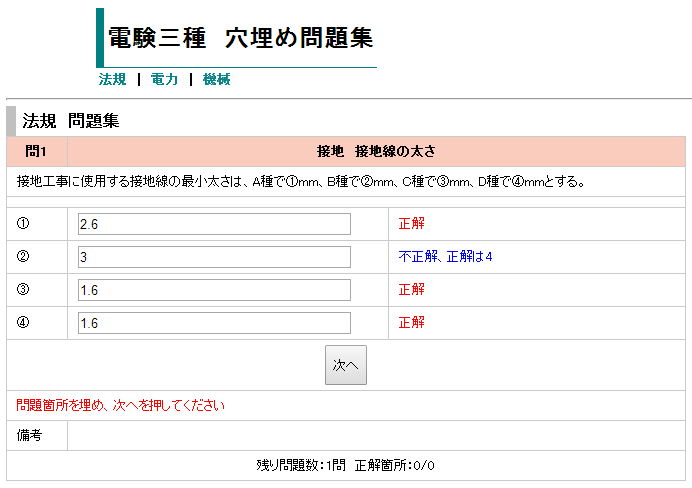 電験三種 穴埋め問題集
法規 | 電力 | 機械
法規 問題集
問1 接地 接地線の太さ
接地工事に使用する接地線の最小太さは、A種で①mm、B種で②mm、C種で③mm、D種で④mmとする。
① 2.6 正解
② 3 不正解、正解は4
③ 1.6 正解
④ 1.6 正解
次へ
問題箇所を埋め、次へを押してください
備考
残り問題数:1問 正解箇所:0/0